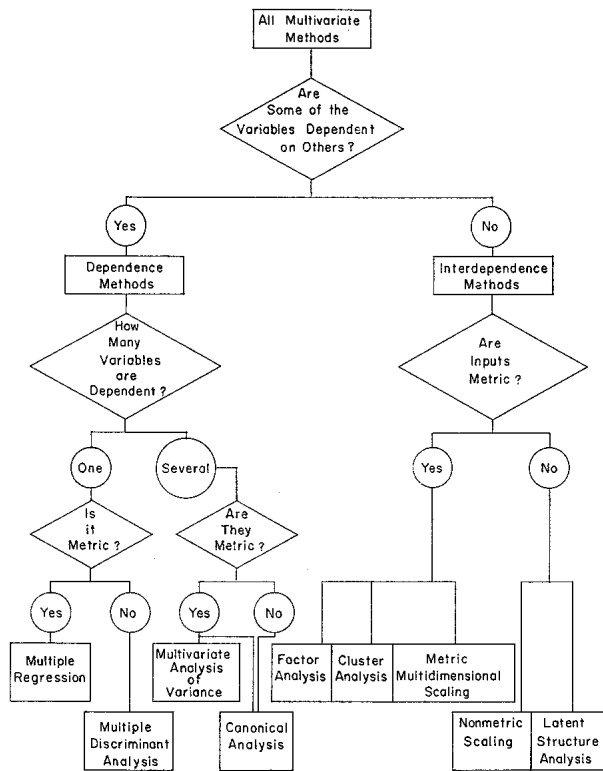 All Multivariate
Methods
Are
Some of the
Variables Dependent
on Others?
Yes
No
Dependence
Methods
Interdependence
Methods
How
Many
Variables
are
Dependent?
Are
Inputs
Metric?
One
Several
Yes
No
Is
it
Metric?
Are
They
Metric?
Yes
No
Yes
No
Multiple
Regression
Multivariate Analysis
of
Variance
Factor
Analysis
Cluster
Analysis
Metric
Multidimensional
Scaling
Multiple
Discriminant
Analysis
Canonical
Analysis
Nonmetric
Scaling
Latent
Structure
Analysis